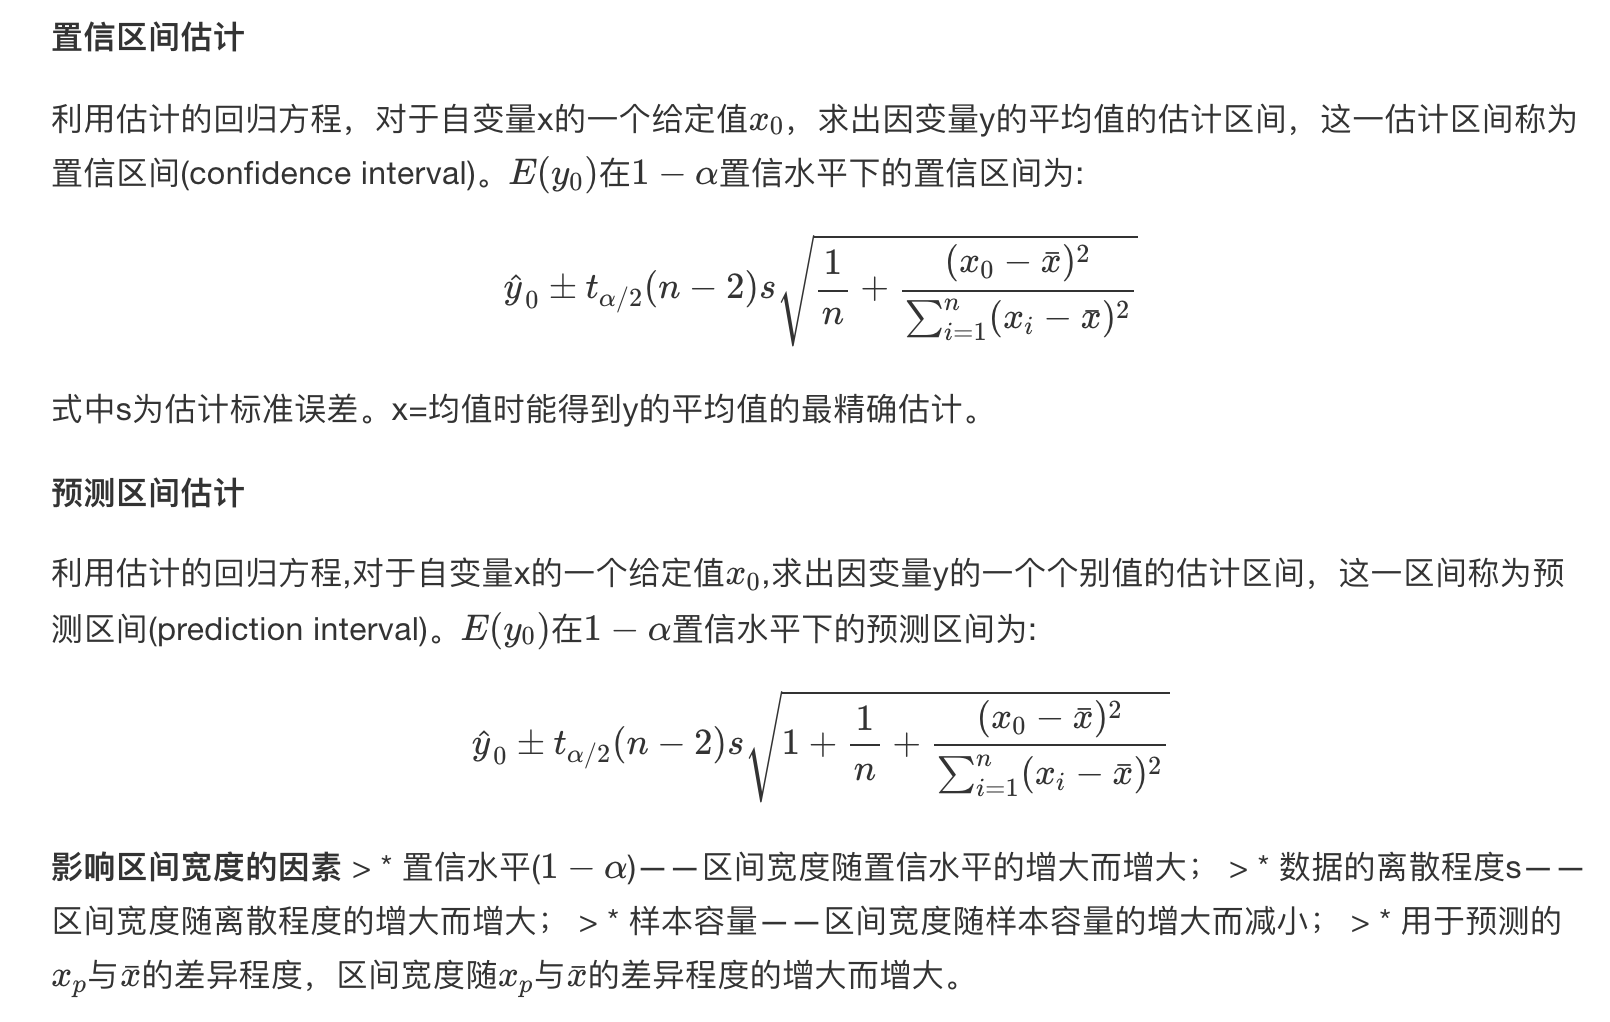 置信区间估计
利用估计的回归方程，对于自变量x的一个给定值$x_0$，求出因变量y的平均值的估计区间，这一估计区间称为
置信区间(confidence interval)。$E(y_0)$在$1-\alpha$置信水平下的置信区间为:
$\hat{y}_0 \pm t_{\alpha/2}(n-2)s\sqrt{\frac{1}{n}+\frac{(x_0-\bar{x})^2}{\sum_{i=1}^{n}(x_i-\bar{x})^2}}$
式中s为估计标准误差。x=均值时能得到y的平均值的最精确估计。
预测区间估计
利用估计的回归方程,对于自变量x的一个给定值$x_0$,求出因变量y的一个个别值的估计区间，这一区间称为预
测区间(prediction interval)。$E(y_0)$在$1-\alpha$置信水平下的预测区间为:
$\hat{y}_0 \pm t_{\alpha/2}(n-2)s\sqrt{1+\frac{1}{n}+\frac{(x_0-\bar{x})^2}{\sum_{i=1}^{n}(x_i-\bar{x})^2}}$
影响区间宽度的因素 > * 置信水平($1-\alpha$)——区间宽度随置信水平的增大而增大； > * 数据的离散程度s——
区间宽度随离散程度的增大而增大； > * 样本容量——区间宽度随样本容量的增大而减小； > * 用于预测的
$x_p$与$\bar{x}$的差异程度，区间宽度随$x_p$与$\bar{x}$的差异程度的增大而增大。